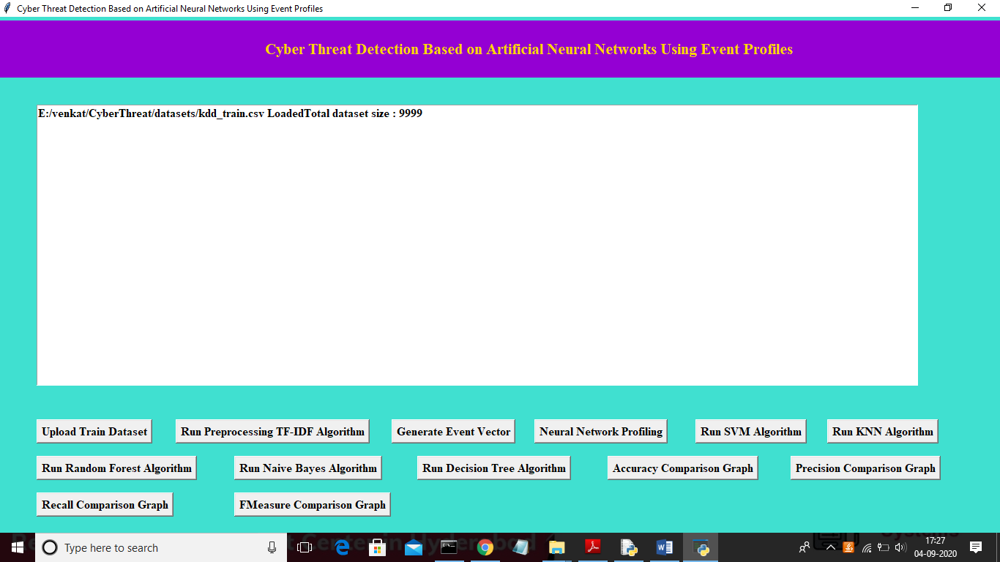 Cyber Threat Detection Based on Artificial Neural Networks Using Event Profiles
Cyber Threat Detection Based on Artificial Neural Networks Using Event Profiles
E:/venkat/CyberThreat/datasets/kdd_train.csv LoadedTotal dataset size : 9999
Upload Train Dataset Run Preprocessing TF-IDF Algorithm Generate Event Vector Neural Network Profiling Run SVM Algorithm Run KNN Algorithm
Run Random Forest Algorithm Run Naive Bayes Algorithm Run Decision Tree Algorithm Accuracy Comparison Graph Precision Comparison Graph
Recall Comparison Graph FMeasure Comparison Graph
Type here to search
17:27
04-09-2020